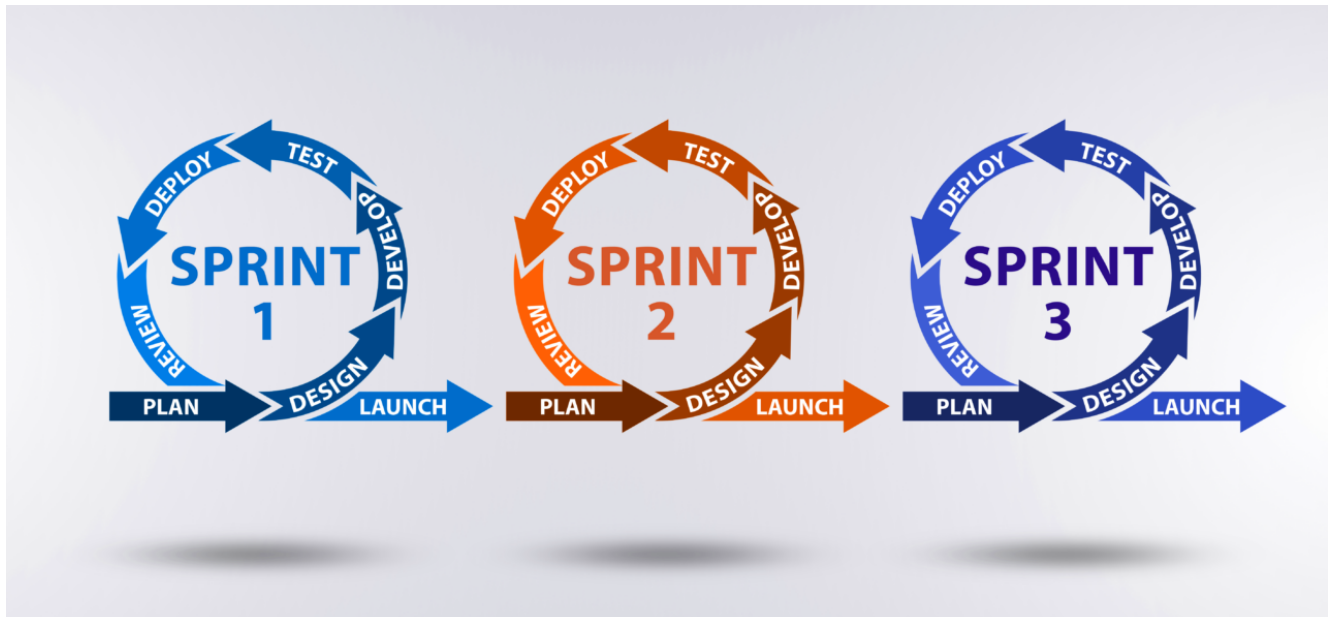 DEPLOY
TEST
DEVELOP
SPRINT
1
REVIEW
DESIGN
PLAN
LAUNCH
DEPLOY
TEST
DEVELOP
SPRINT
2
REVIEW
DESIGN
PLAN
LAUNCH
DEPLOY
TEST
DEVELOP
SPRINT
3
REVIEW
DESIGN
PLAN
LAUNCH